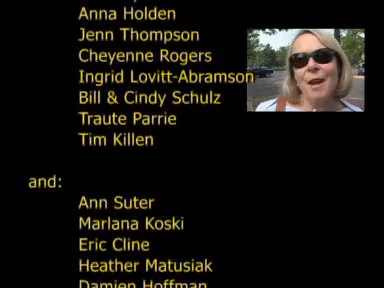 Anna Holden
Jenn Thompson
Cheyenne Rogers
Ingrid Lovitt-Abramson
Bill & Cindy Schulz
Traute Parrie
Tim Killen
and:
Ann Suter
Marlana Koski
Eric Cline
Heather Matusiak
Damien Hoffman